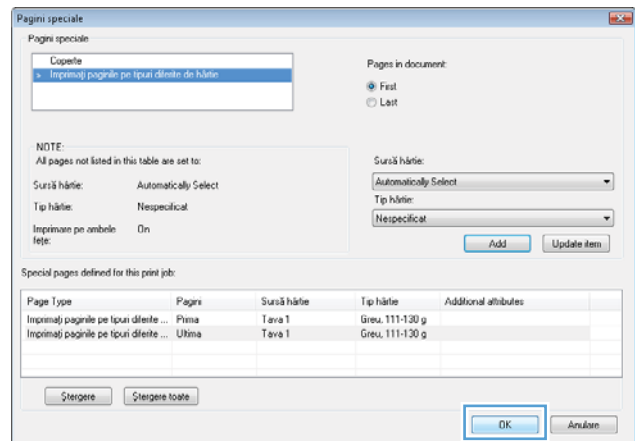 Pagini speciale
Pagini speciale
Coperte
> Imprimaţi paginile pe tipuri diferite de hârtie
Pages in document:
First
Last
NOTE:
All pages not listed in this table are set to:
Sursă hârtie: Automatically Select
Tip hârtie: Nespecificat
Imprimare pe ambele feţe: On
Sursă hârtie:
Automatically Select
Tip hârtie:
Nespecificat
Add Update item
Special pages defined for this print job:
Page Type Pagini Sursă hârtie Tip hârtie Additional attributes
Imprimaţi paginile pe tipuri diferite ... Prima Tava 1 Greu, 111-130 g
Imprimaţi paginile pe tipuri diferite ... Ultima Tava 1 Greu, 111-130 g
Ştergere Ştergere toate
OK Anulare